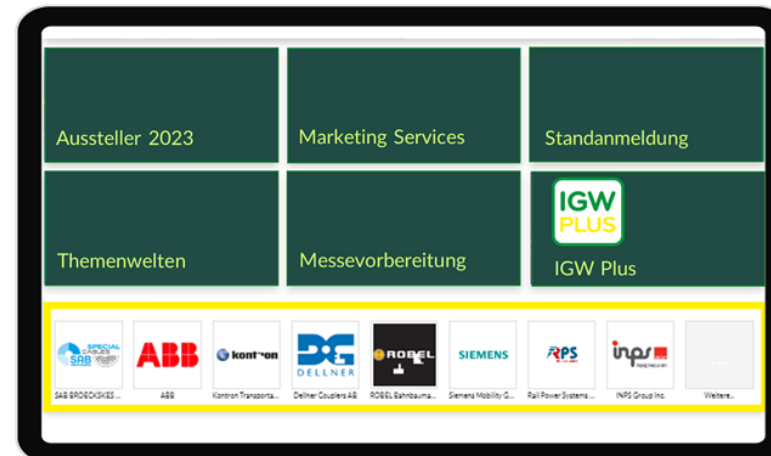 Aussteller 2023
Marketing Services
Standanmeldung
Themenwelten
Messevorbereitung
IGW
PLUS
IGW Plus
SPECIAL
CABLES
SAB
ABB
kontron
DELLNER
ROBEL
SIEMENS
RPS
inps
SAB BROECKSKES ...
ABB
Kontron Transporta...
Dellner Couplers AB
ROBEL Bahnbauma...
Siemens Mobility G...
Rail Power Systems ...
INPS Group Inc.
Weitere...